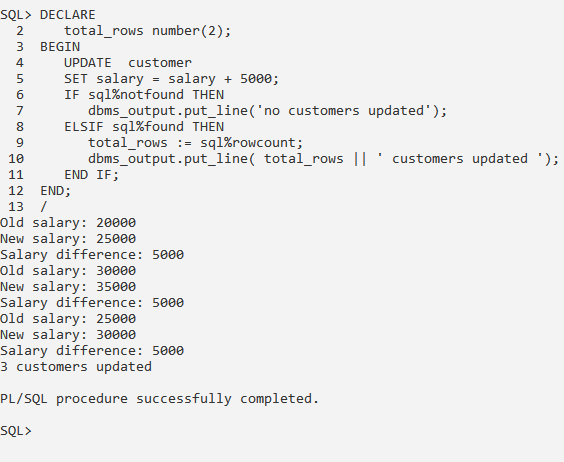 SQL> DECLARE
  2     total_rows number(2);
  3  BEGIN
  4     UPDATE  customer
  5     SET salary = salary + 5000;
  6     IF sql%notfound THEN
  7        dbms_output.put_line('no customers updated');
  8     ELSIF sql%found THEN
  9        total_rows := sql%rowcount;
 10        dbms_output.put_line( total_rows || ' customers updated ');
 11     END IF;
 12  END;
 13  /
Old salary: 20000
New salary: 25000
Salary difference: 5000
Old salary: 30000
New salary: 35000
Salary difference: 5000
Old salary: 25000
New salary: 30000
Salary difference: 5000
3 customers updated

PL/SQL procedure successfully completed.

SQL>